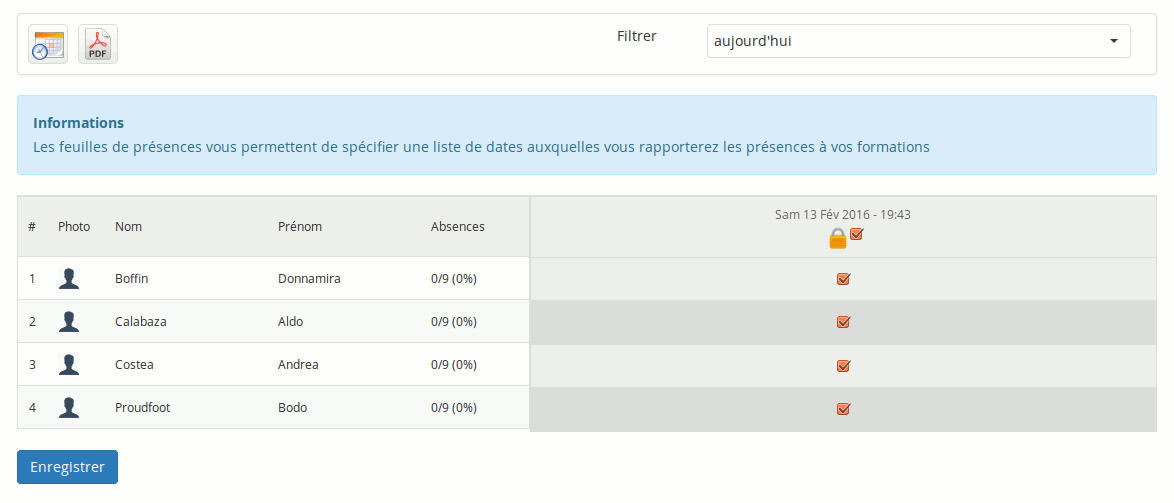 PDF
Filtrer
aujourd'hui
Informations
Les feuilles de présences vous permettent de spécifier une liste de dates auxquelles vous rapporterez les présences à vos formations
# Photo Nom Prénom Absences
Sam 13 Fév 2016 - 19:43
1 Boffin Donnamira 0/9 (0%)
2 Calabaza Aldo 0/9 (0%)
3 Costea Andrea 0/9 (0%)
4 Proudfoot Bodo 0/9 (0%)
Enregistrer